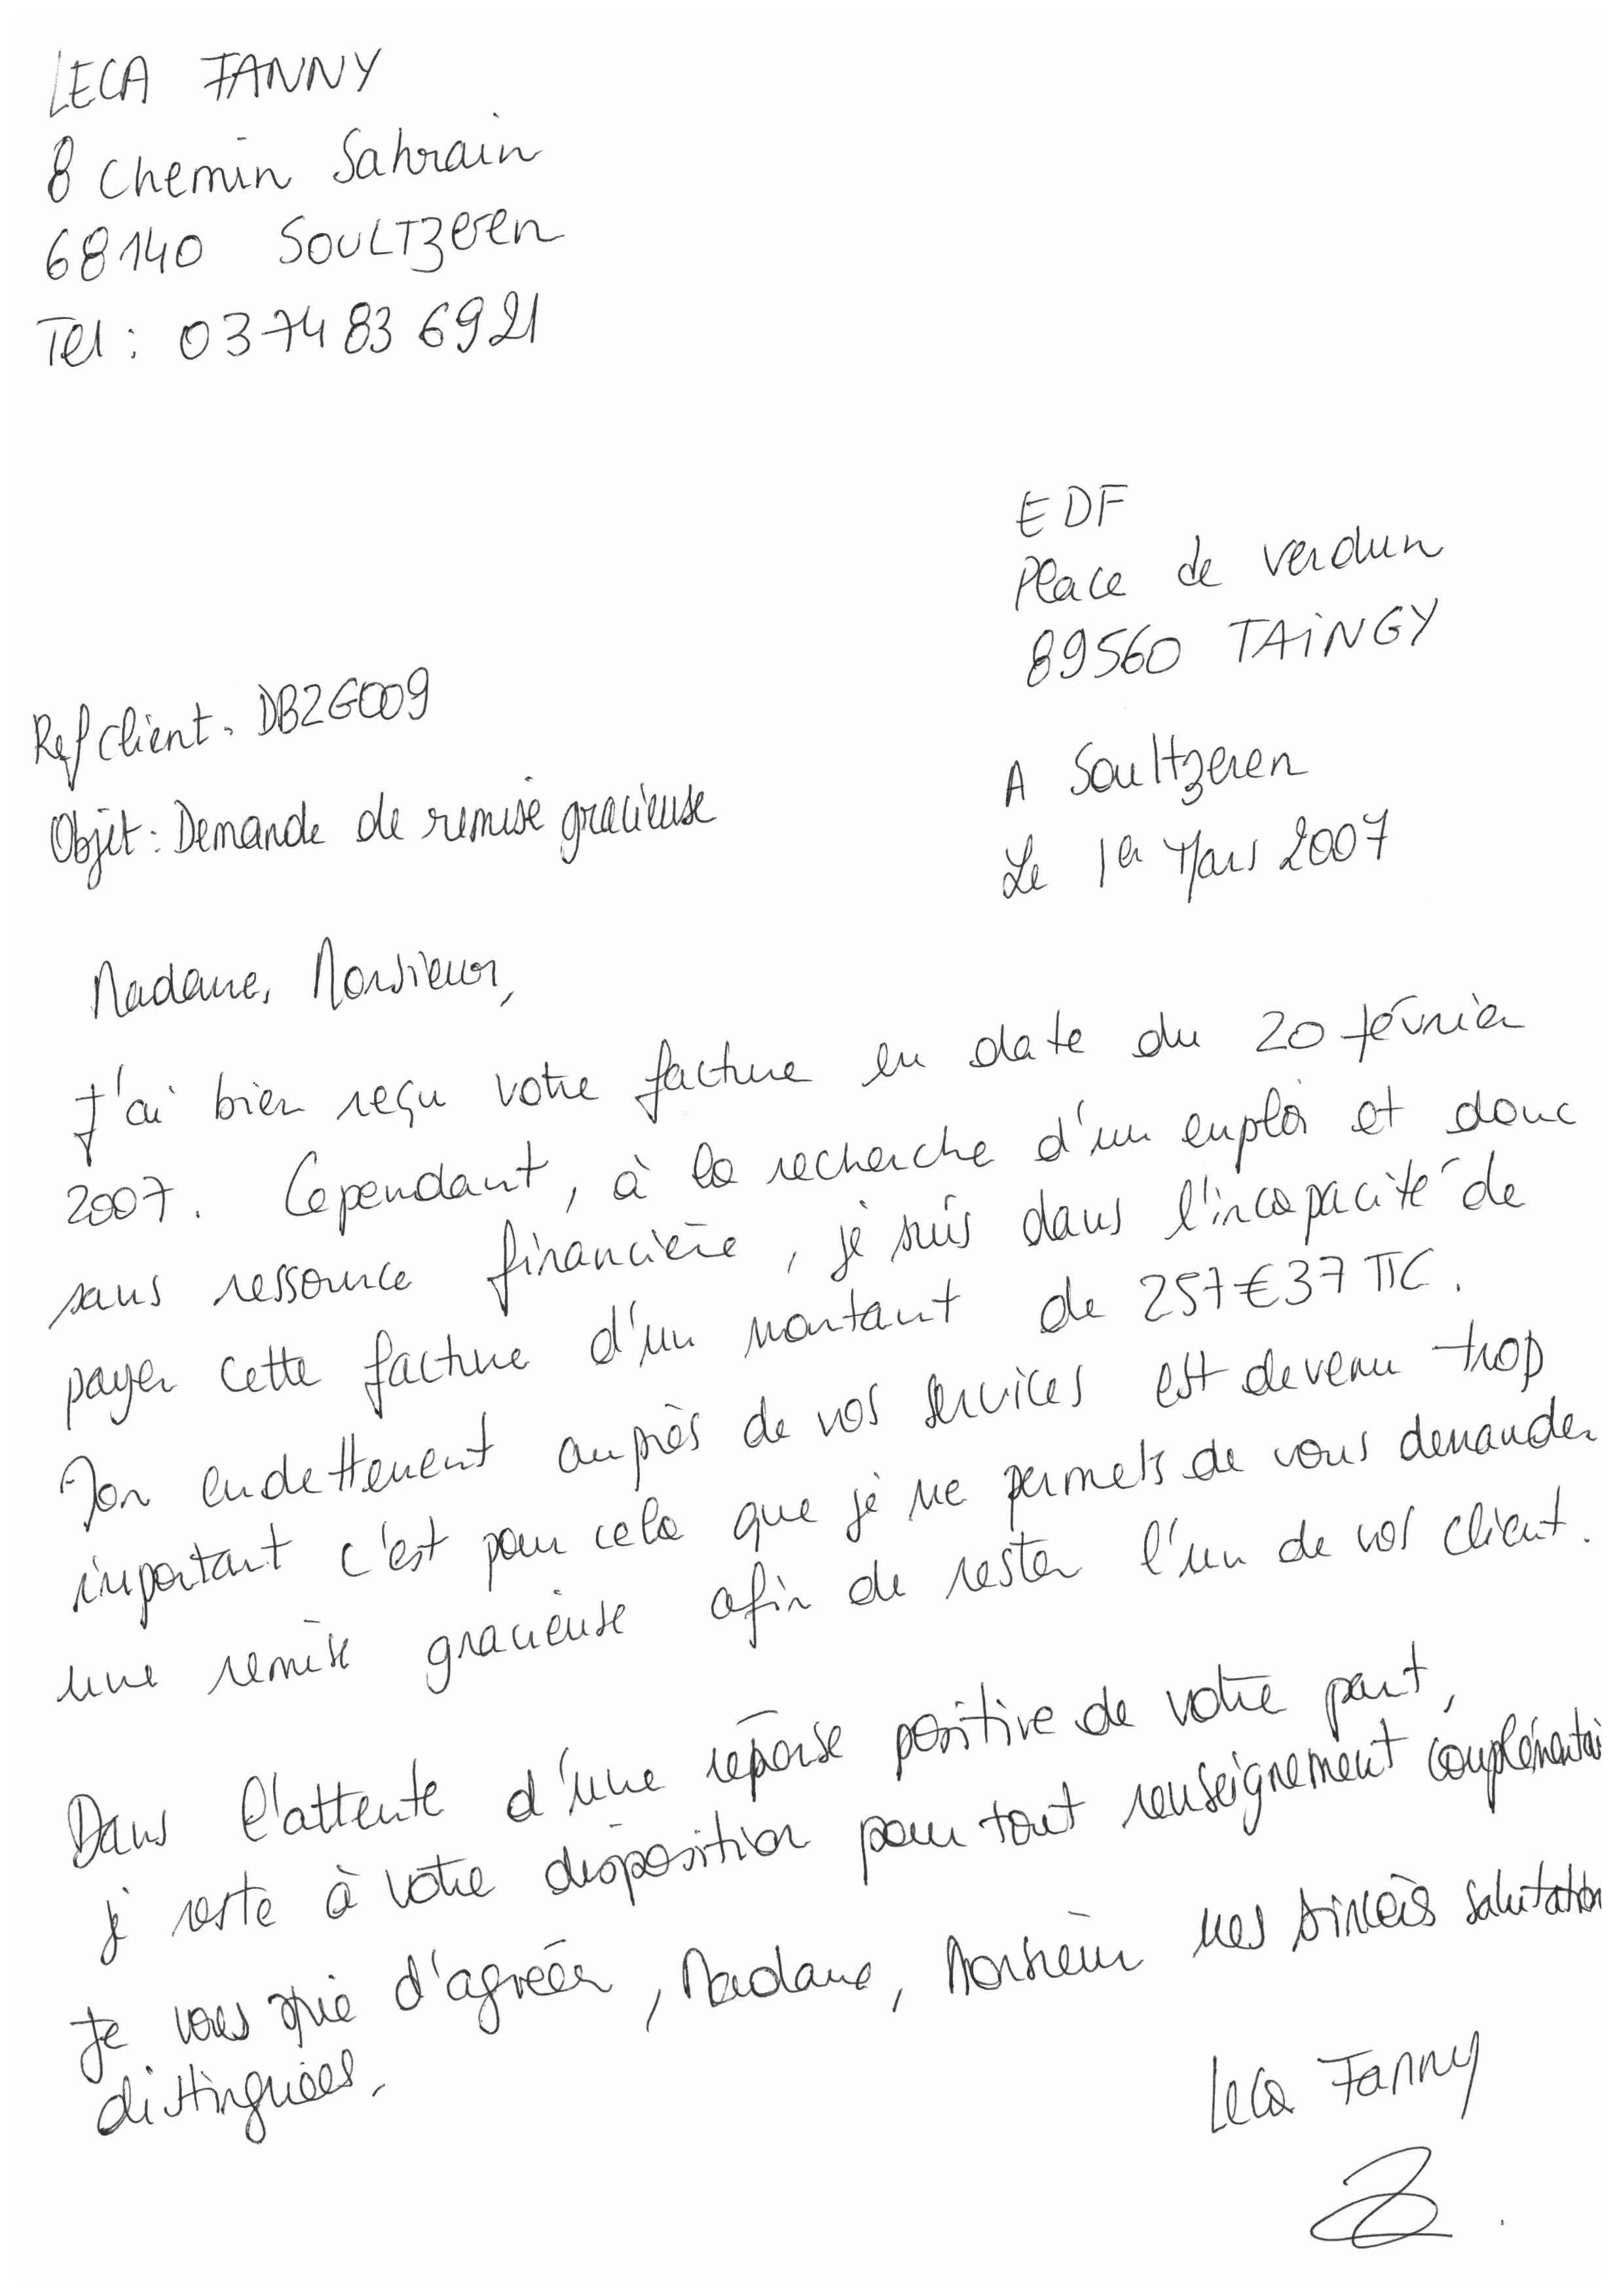 LECA FANNY
8 Chemin Sahrain
68140 SOULTZEREN
Tel : 03 74 83 69 21
EDF
Place de verdun
89560 TAiNGY
Ref client : DB2G009
Objet : Demande de remise gracieuse
A Soultzeren
Le 1er Mars 2007
Madame, Monsieur,
J'ai bien reçu votre facture en date du 20 février
2007. Cependant, à la recherche d'un emploi et donc
sans ressource financière, je suis dans l'incapacité de
payer cette facture d'un montant de 257€37 TTC.
Mon endettement auprès de vos services est devenu trop
important c'est pour cela que je me permets de vous demander
une remise gracieuse afin de rester l'un de vos client.
Dans l'attente d'une réponse positive de votre part,
je reste à votre disposition pour tout renseignement complémentai
Je vous prie d'agréer, Madame, Monsieur mes sincères salutation
distinguées.
Leca Fanny